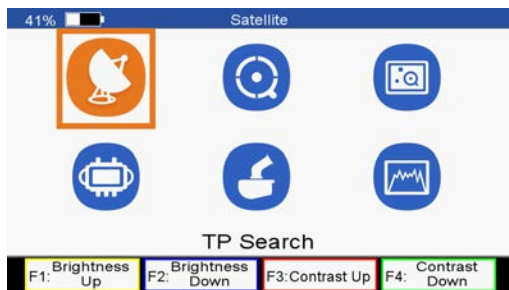 41% Satellite
TP Search
F1: Brightness Up F2: Brightness Down F3:Contrast Up F4: Contrast Down